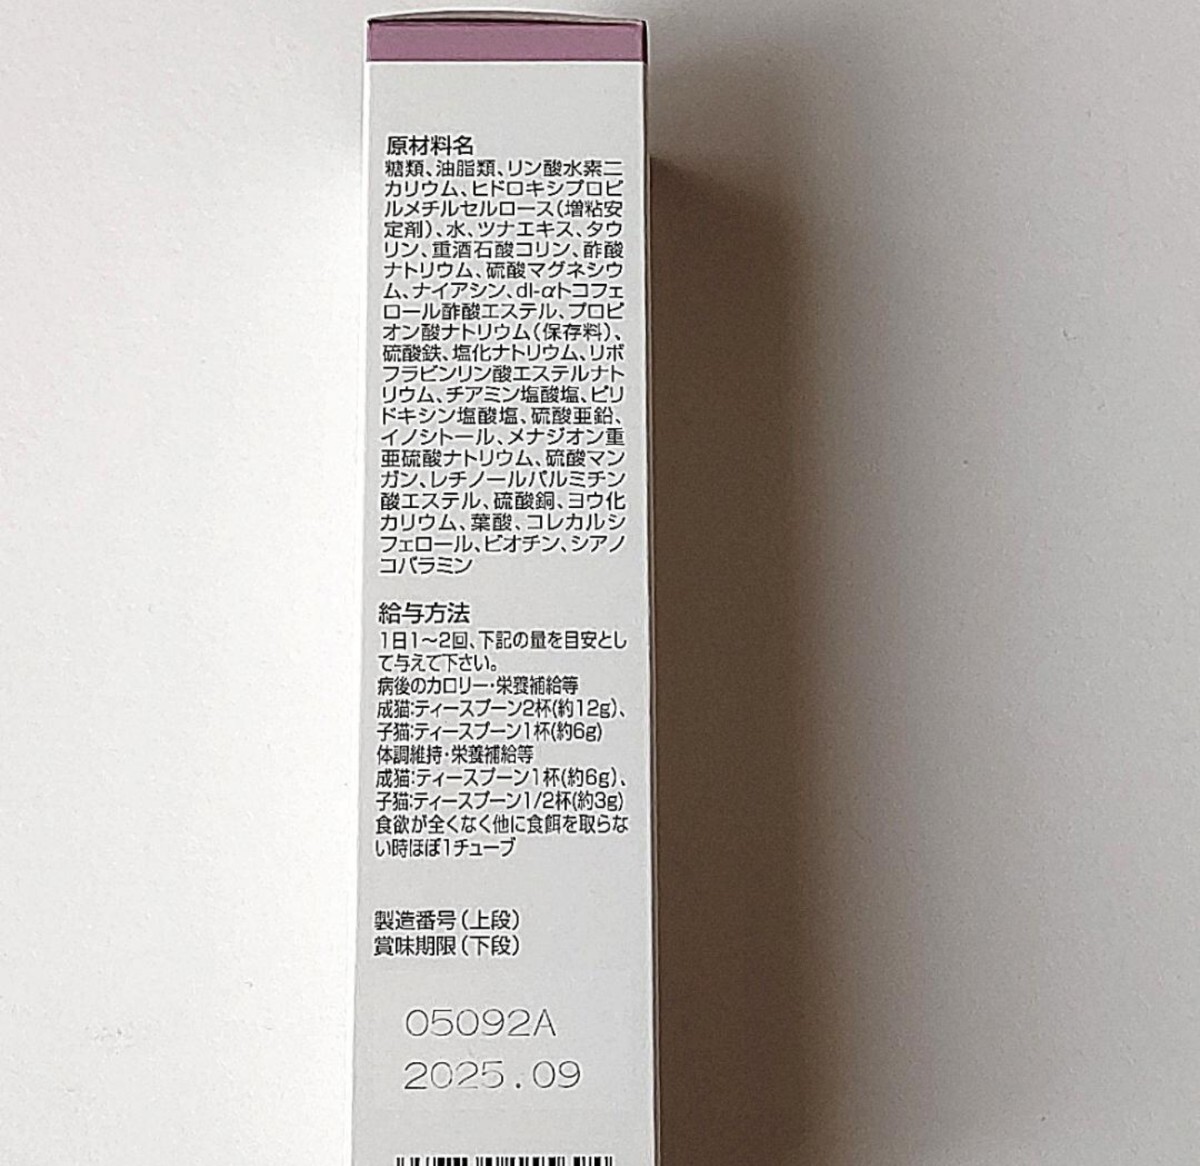 原材料名
糖類、油脂類、リン酸水素二
カリウム、ヒドロキシプロピ
ルメチルセルロース(増粘安
定剤)、水、ツナエキス、タウ
リン、重酒石酸コリン、酢酸
ナトリウム、硫酸マグネシウ
ム、ナイアシン、dl-αトコフェ
ロール酢酸エステル、プロピ
オン酸ナトリウム(保存料)、
硫酸鉄、塩化ナトリウム、リボ
フラビンリン酸エステルナト
リウム、チアミン塩酸塩、ピリ
ドキシン塩酸塩、硫酸亜鉛、
イノシトール、メナジオン重
亜硫酸ナトリウム、硫酸マン
ガン、レチノールパルミチン
酸エステル、硫酸銅、ヨウ化
カリウム、葉酸、コレカルシ
フェロール、ビオチン、シアノ
コバラミン
給与方法
1日1〜2回、下記の量を目安とし
て与えて下さい。
病後のカロリー・栄養補給等
成猫:ティースプーン2杯(約12g)、
子猫:ティースプーン1杯(約6g)
体調維持・栄養補給等
成猫:ティースプーン1杯(約6g)、
子猫:ティースプーン1/2杯(約3g)
食欲が全くなく他に食餌を取らな
い時ほぼ1チューブ
製造番号(上段)
賞味期限(下段)
05092A
2025.09